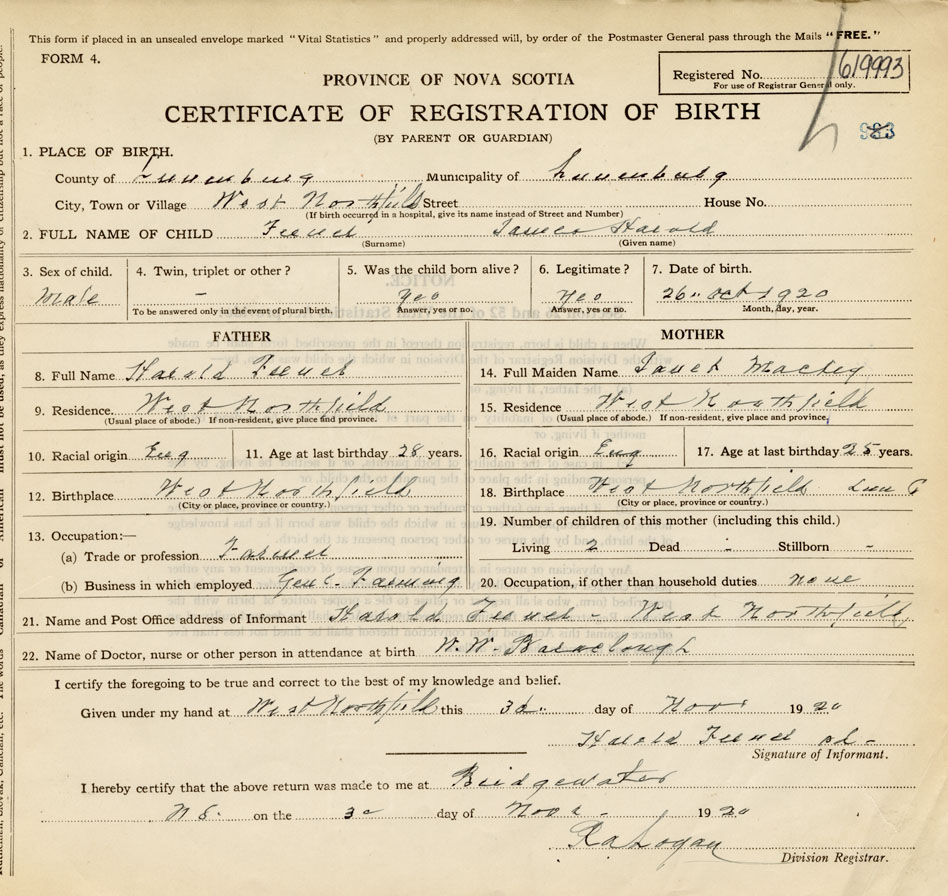 This form if placed in an unsealed envelope marked "Vital Statistics" and properly addressed will, by order of the Postmaster General pass through the Mails "FREE."
FORM 4.
Registered No. 619993
For use of Registrar General only.
PROVINCE OF NOVA SCOTIA
CERTIFICATE OF REGISTRATION OF BIRTH
(BY PARENT OR GUARDIAN)
983
1. PLACE OF BIRTH.
County of Lunenburg Municipality of Lunenburg
City, Town or Village West Northfield Street House No.
(If birth occurred in a hospital, give its name instead of Street and Number)
2. FULL NAME OF CHILD Feener James Harold
(Surname) (Given name)
3. Sex of child. 4. Twin, triplet or other? 5. Was the child born alive? 6. Legitimate? 7. Date of birth.
Male - yes yes 26" Oct 1920
To be answered only in the event of plural birth. Answer, yes or no. Answer, yes or no. Month, day, year.
FATHER
8. Full Name Harold Feener
9. Residence. West Northfield
(Usual place of abode.) If non-resident, give place and province.
10. Racial origin Eng 11. Age at last birthday 28 years.
12. Birthplace West Northfield
(City or place, province or country.)
13. Occupation:—
(a) Trade or profession Farmer
(b) Business in which employed Genl. Farming
MOTHER
14. Full Maiden Name Janet Mackey
15. Residence West Northfield
(Usual place of abode.) If non-resident, give place and province,
16. Racial origin Eng 17. Age at last birthday 25 years.
18. Birthplace West Northfield Lun C
(City or place, province or country.)
19. Number of children of this mother (including this child.)
Living 2 Dead - Stillborn -
20. Occupation, if other than household duties none
21. Name and Post Office address of Informant Harold Feener - West Northfield
22. Name of Doctor, nurse or other person in attendance at birth W. W.
I certify the foregoing to be true and correct to the best of my knowledge and belief.
Given under my hand at West Northfield this 3d. day of Nov 1920
Harold Feener
Signature of Informant.
I hereby certify that the above return was made to me at Bridgewater
N S. on the 3d day of Nov. 1920
Logan
Division Registrar.